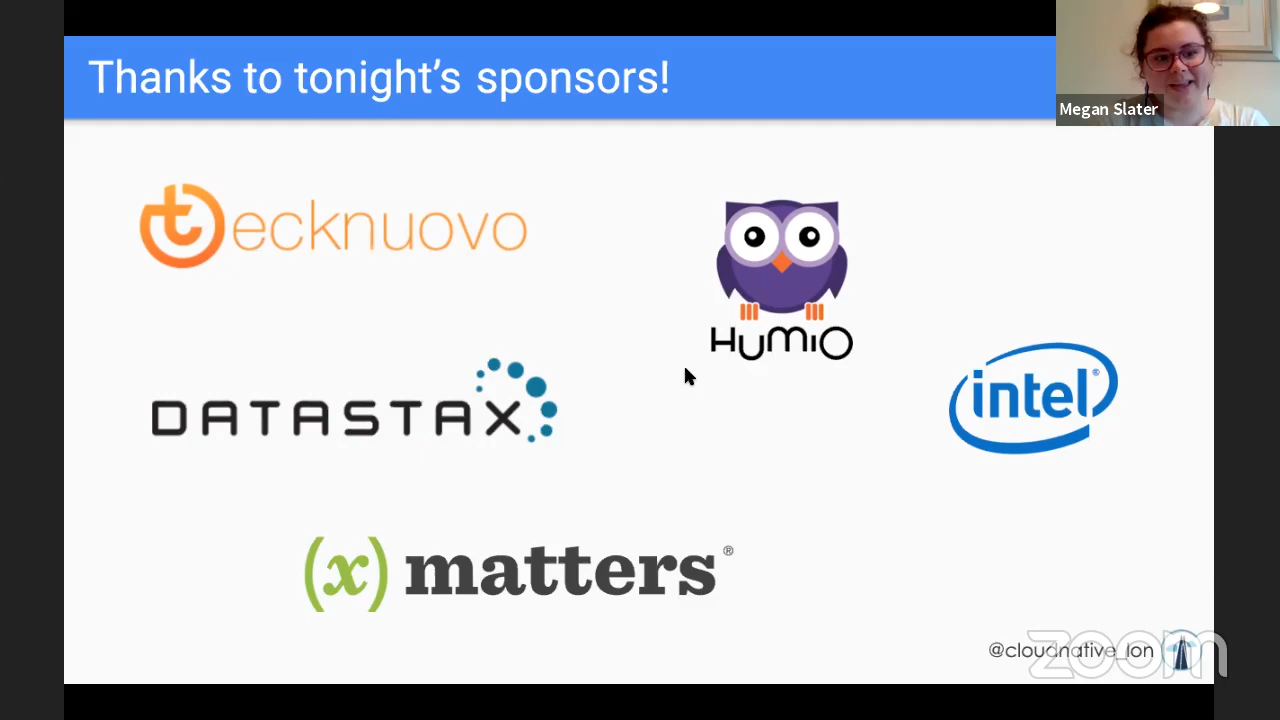 Thanks to tonight's sponsors!
Megan Slater
tecknuovo
HUMIO
DATASTAX
intel®
(x) matters®
@cloudnative_lon
zoom